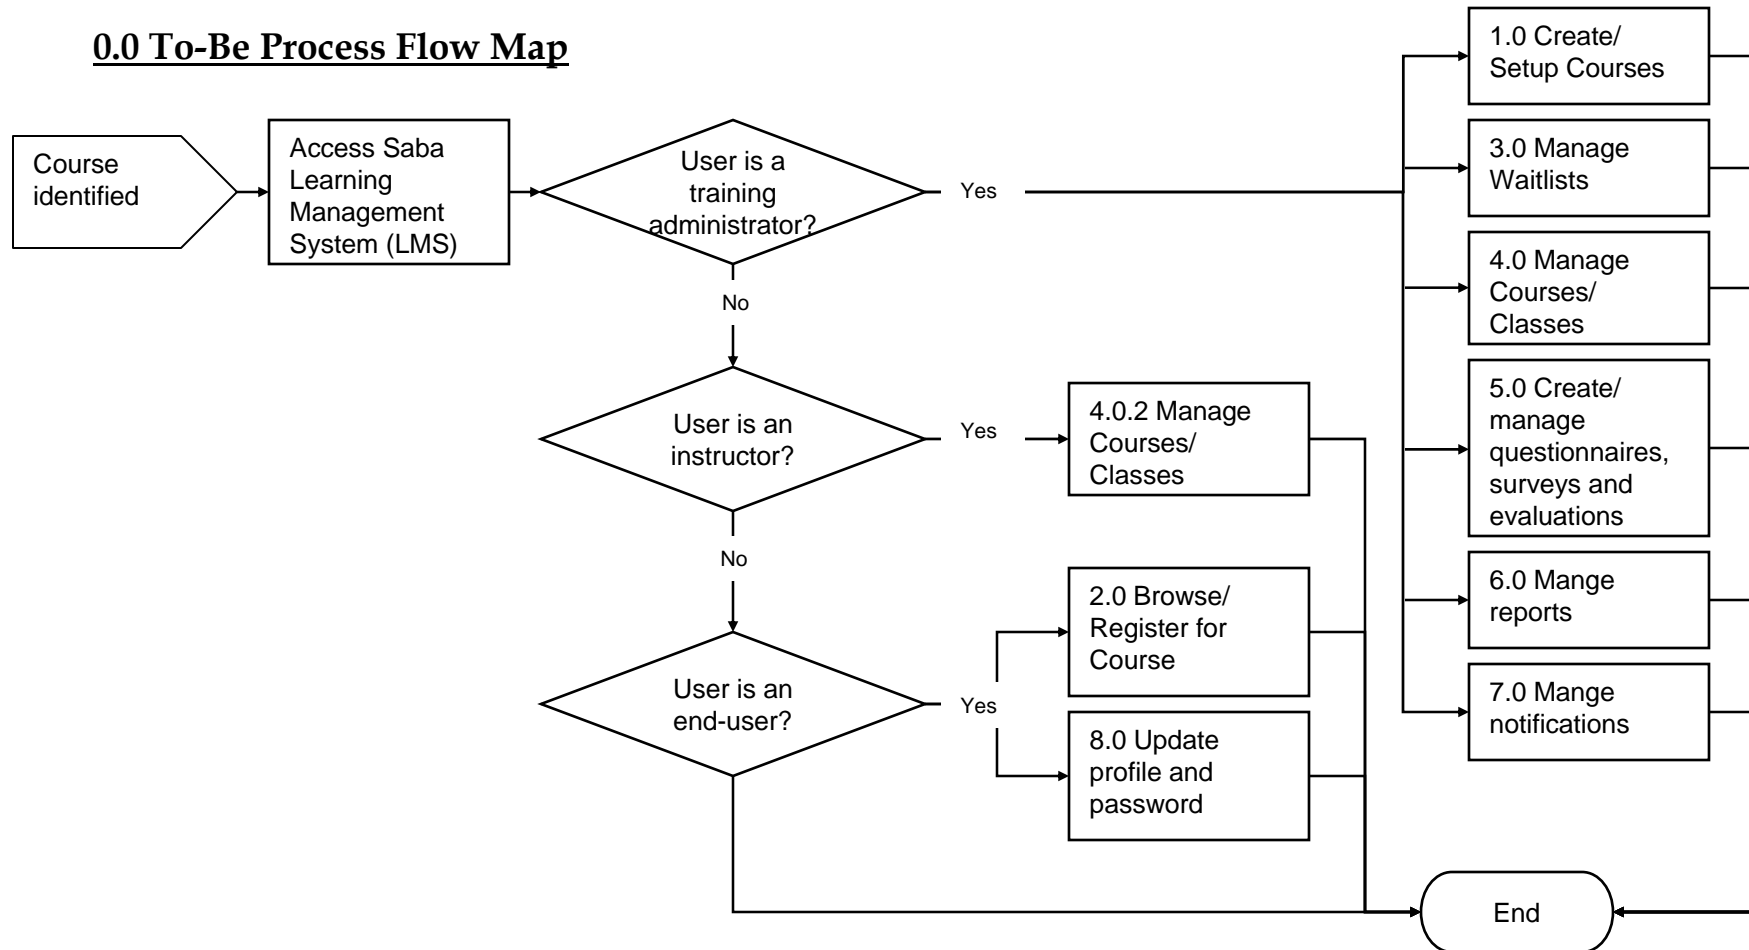 0.0 To-Be Process Flow Map
Course
identified
Access Saba
Learning
Management
System (LMS)
User is a
training
administrator?
Yes
1.0 Create/
Setup Courses
3.0 Manage
Waitlists
4.0 Manage
Courses/
Classes
5.0 Create/
manage
questionnaires,
surveys and
evaluations
6.0 Mange
reports
7.0 Mange
notifications
No
User is an
instructor?
Yes
4.0.2 Manage
Courses/
Classes
No
User is an
end-user?
Yes
2.0 Browse/
Register for
Course
8.0 Update
profile and
password
End